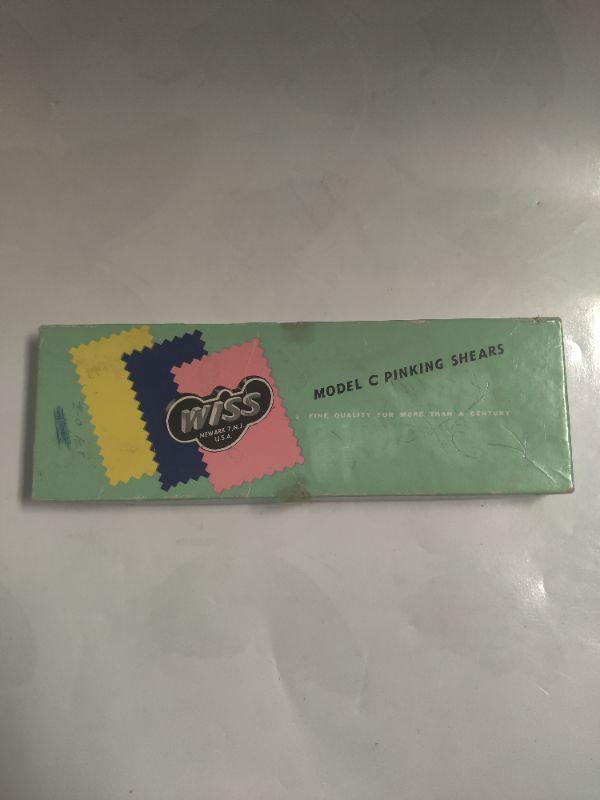 WISS
NEWARK 7, N.J.
U.S.A.
MODEL C PINKING SHEARS
FINE QUALITY FOR MORE THAN A CENTURY